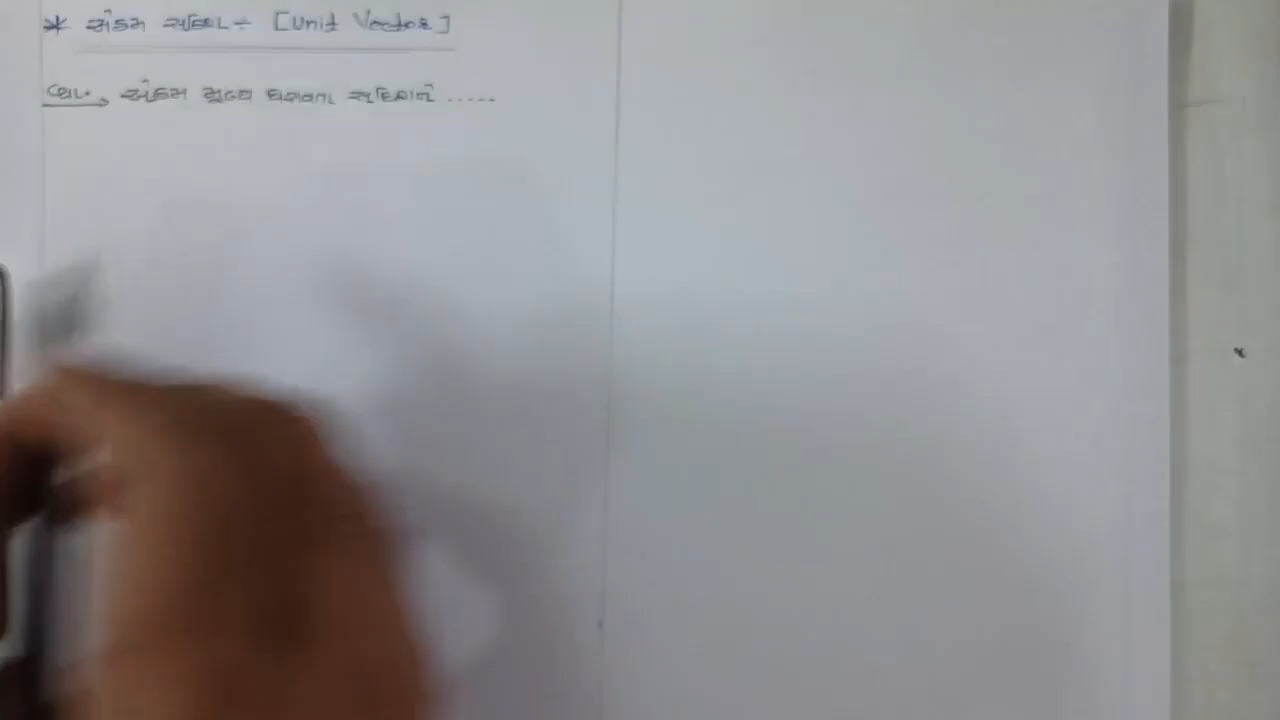 * એકમ સદિશ ÷ [Unit Vector]
વ્યા. → એકમ મૂલ્ય ધરાવતા સદિશને .....